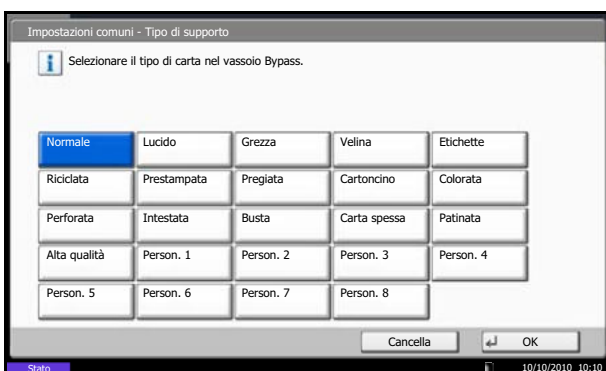 Impostazioni comuni - Tipo di supporto
Selezionare il tipo di carta nel vassoio Bypass.
Normale Lucido Grezza Velina Etichette
Riciclata Prestampata Pregiata Cartoncino Colorata
Perforata Intestata Busta Carta spessa Patinata
Alta qualità Person. 1 Person. 2 Person. 3 Person. 4
Person. 5 Person. 6 Person. 7 Person. 8
Cancella OK
Stato 10/10/2010 10:10